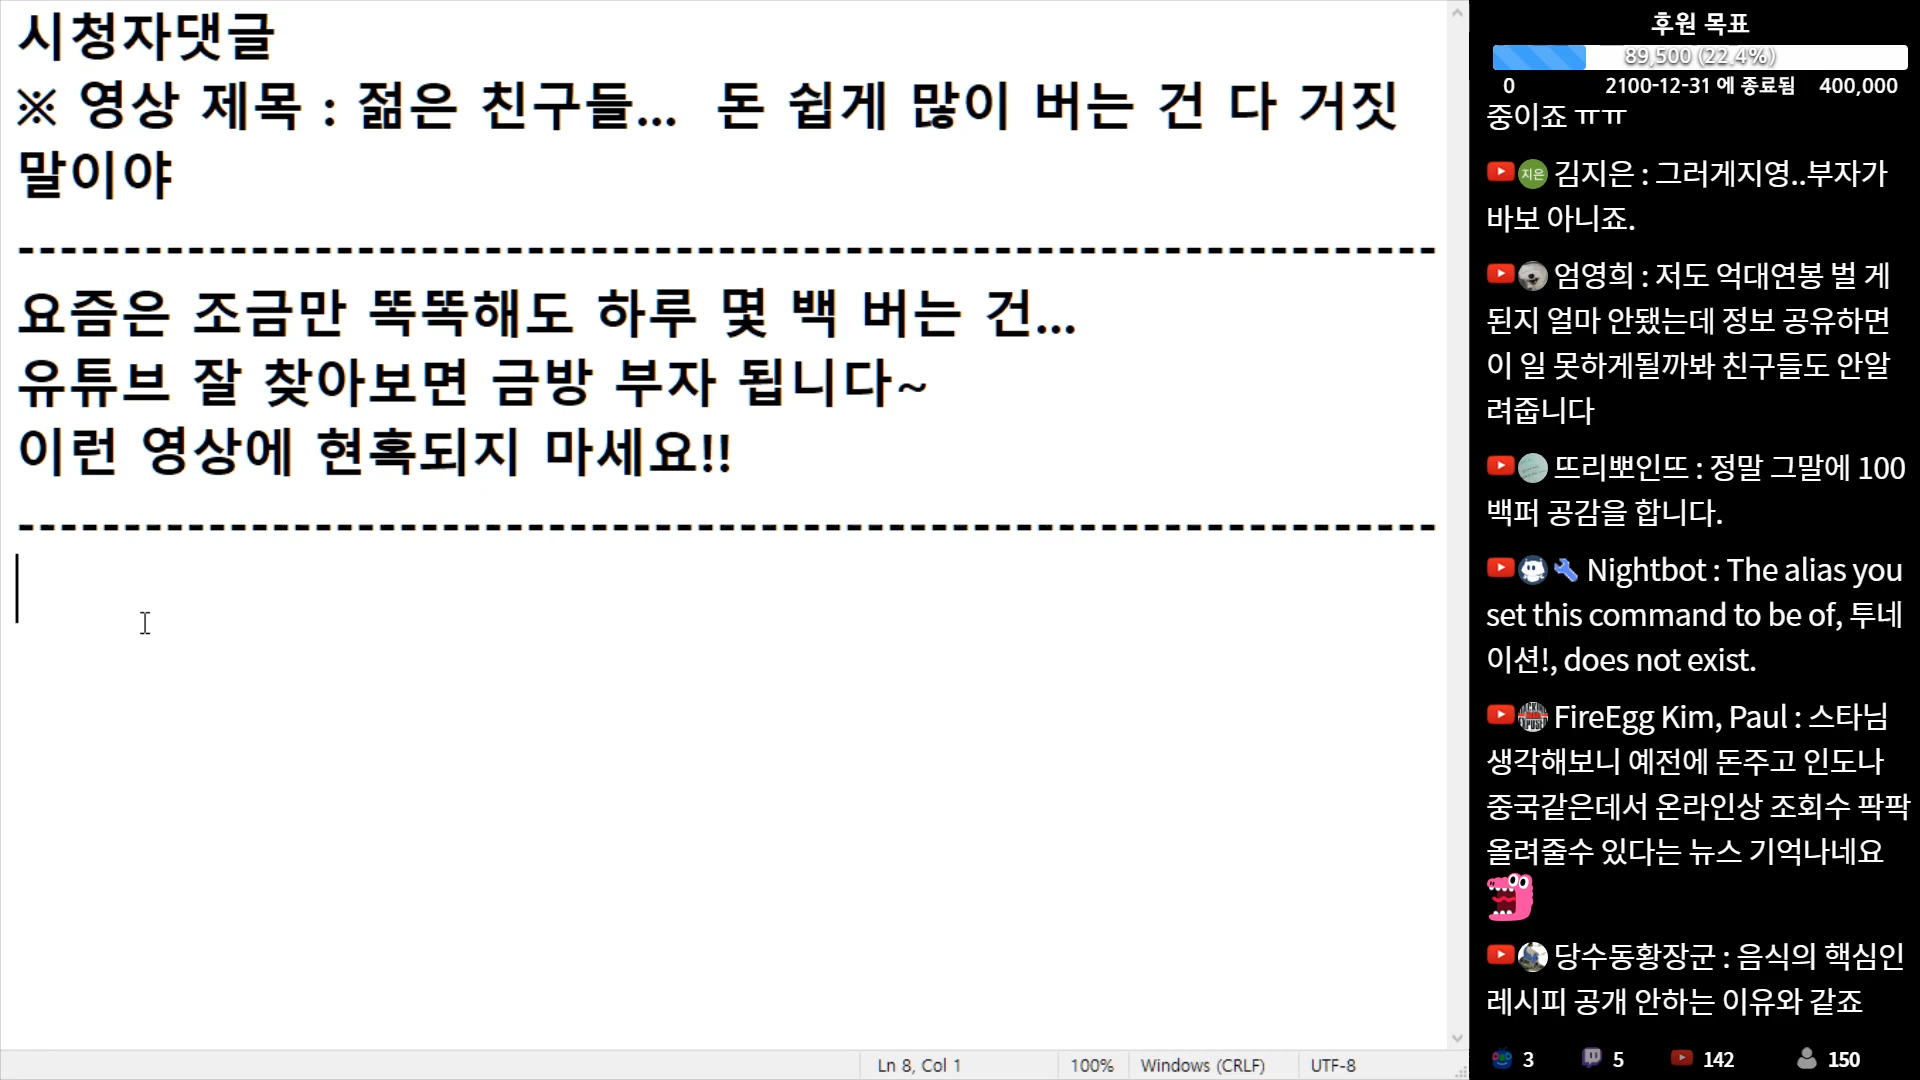 시청자댓글
※ 영상 제목 : 젊은 친구들... 돈 쉽게 많이 버는 건 다 거짓
말이야
--------------------------------------------------------------------
요즘은 조금만 똑똑해도 하루 몇 백 버는 건...
유튜브 잘 찾아보면 금방 부자 됩니다~
이런 영상에 현혹되지 마세요!!
--------------------------------------------------------------------
Ln 8, Col 1
100%
Windows (CRLF)
UTF-8
후원 목표
89,500 (22.4%)
0 2100-12-31 에 종료됨 400,000
중이죠 ㅠㅠ
지은 김지은 : 그러게지영..부자가
바보 아니죠.
엄영희 : 저도 억대연봉 벌 게
된지 얼마 안됐는데 정보 공유하면
이 일 못하게될까봐 친구들도 안알
려줍니다
뜨리뽀인뜨 : 정말 그말에 100
백퍼 공감을 합니다.
Nightbot : The alias you
set this command to be of, 투네
이션!, does not exist.
FireEgg Kim, Paul : 스타님
생각해보니 예전에 돈주고 인도나
중국같은데서 온라인상 조회수 팍팍
올려줄수 있다는 뉴스 기억나네요
당수동황장군 : 음식의 핵심인
레시피 공개 안하는 이유와 같죠
3 5 142 150